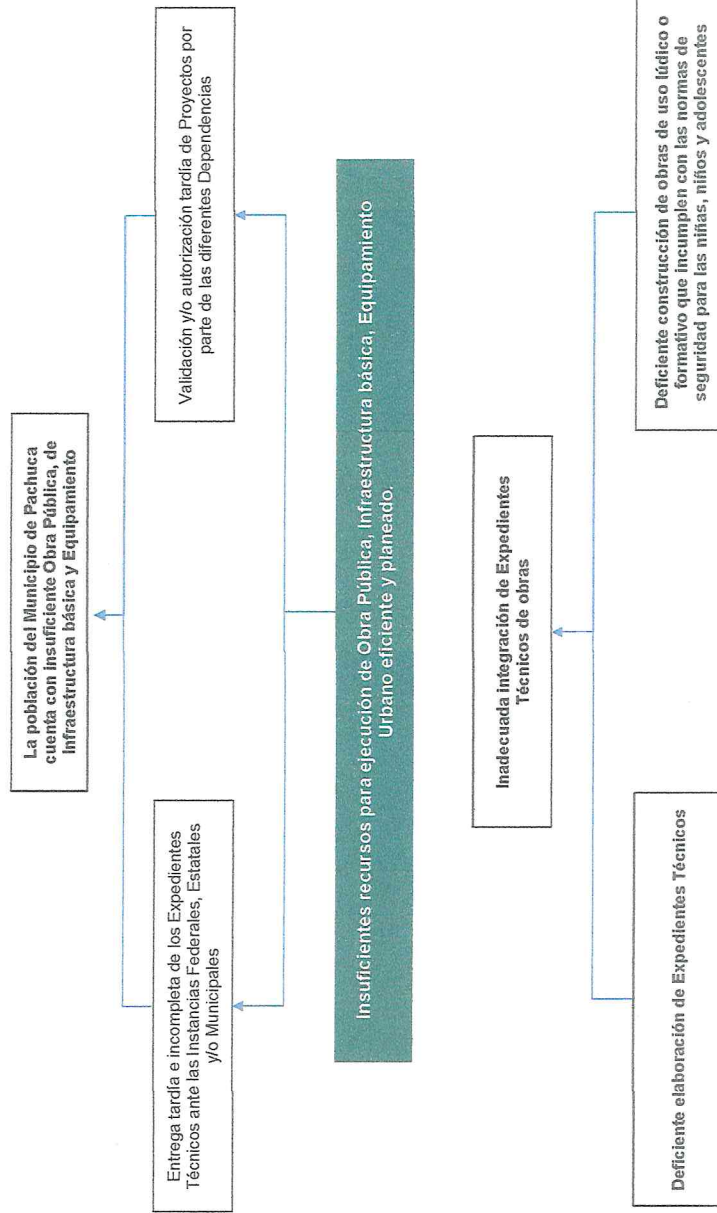 La población del Municipio de Pachuca
cuenta con insuficiente Obra Pública, de
Infraestructura básica y Equipamiento
Entrega tardía e incompleta de los Expedientes
Técnicos ante las Instancias Federales, Estatales
y/o Municipales
Validación y/o autorización tardía de Proyectos por
parte de las diferentes Dependencias
Insuficientes recursos para ejecución de Obra Pública, Infraestructura básica, Equipamiento
Urbano eficiente y planeado.
Inadecuada integración de Expedientes
Técnicos de obras
Deficiente elaboración de Expedientes Técnicos
Deficiente construcción de obras de uso lúdico o
formativo que incumplen con las normas de
seguridad para las niñas, niños y adolescentes